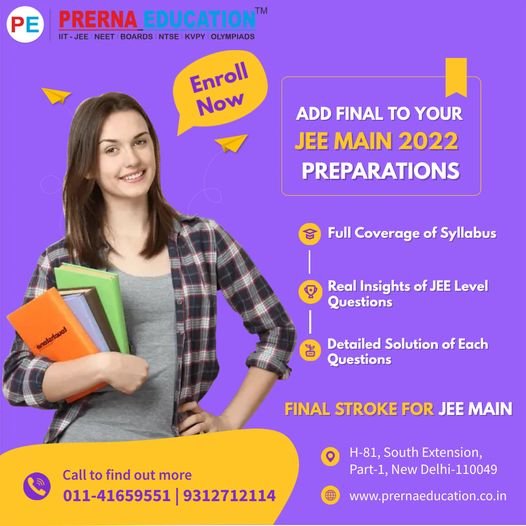 PE
PRERNA EDUCATION™
IIT - JEE | NEET | BOARDS | NTSE | KVPY | OLYMPIADS
Enroll
Now
ADD FINAL TO YOUR
JEE MAIN 2022
PREPARATIONS
Full Coverage of Syllabus
Real Insights of JEE Level
Questions
Detailed Solution of Each
Questions
FINAL STROKE FOR JEE MAIN
H-81, South Extension,
Part-1, New Delhi-110049
Call to find out more
011-41659551 | 9312712114
www.prernaeducation.co.in